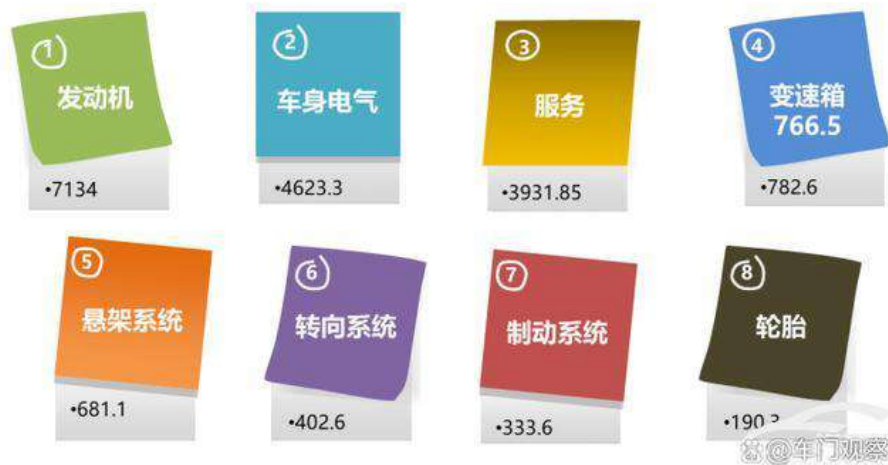 ① 发动机
•7134
② 车身电气
•4623.3
③ 服务
•3931.85
④ 变速箱
766.5
•782.6
⑤ 悬架系统
•681.1
⑥ 转向系统
•402.6
⑦ 制动系统
•333.6
⑧ 轮胎
•190.3
@车门观察